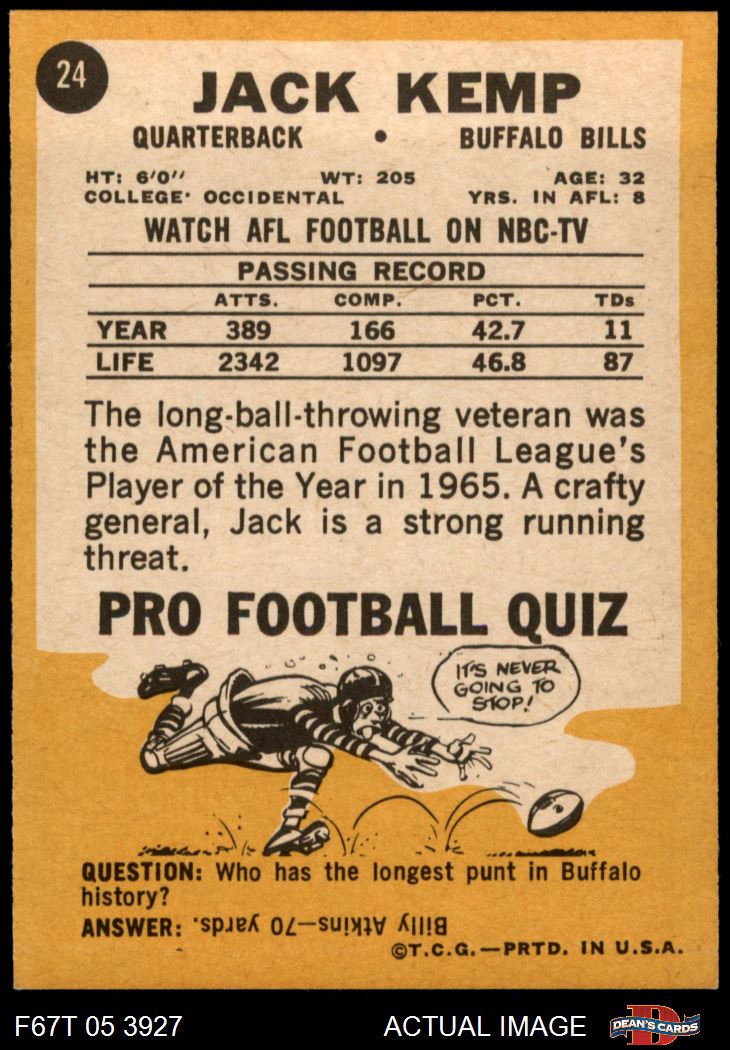 24
JACK KEMP
QUARTERBACK • BUFFALO BILLS
HT: 6'0" WT: 205 AGE: 32
COLLEGE: OCCIDENTAL YRS. IN AFL: 8
WATCH AFL FOOTBALL ON NBC-TV
PASSING RECORD
ATTS. COMP. PCT. TDs
YEAR 389 166 42.7 11
LIFE 2342 1097 46.8 87
The long-ball-throwing veteran was
the American Football League's
Player of the Year in 1965. A crafty
general, Jack is a strong running
threat.
PRO FOOTBALL QUIZ
IT'S NEVER
GOING TO
STOP!
QUESTION: Who has the longest punt in Buffalo
history?
ANSWER: Billy Atkins—70 yards.
©T.C.G.—PRTD. IN U.S.A.
F67T 05 3927 ACTUAL IMAGE D DEAN'S CARDS